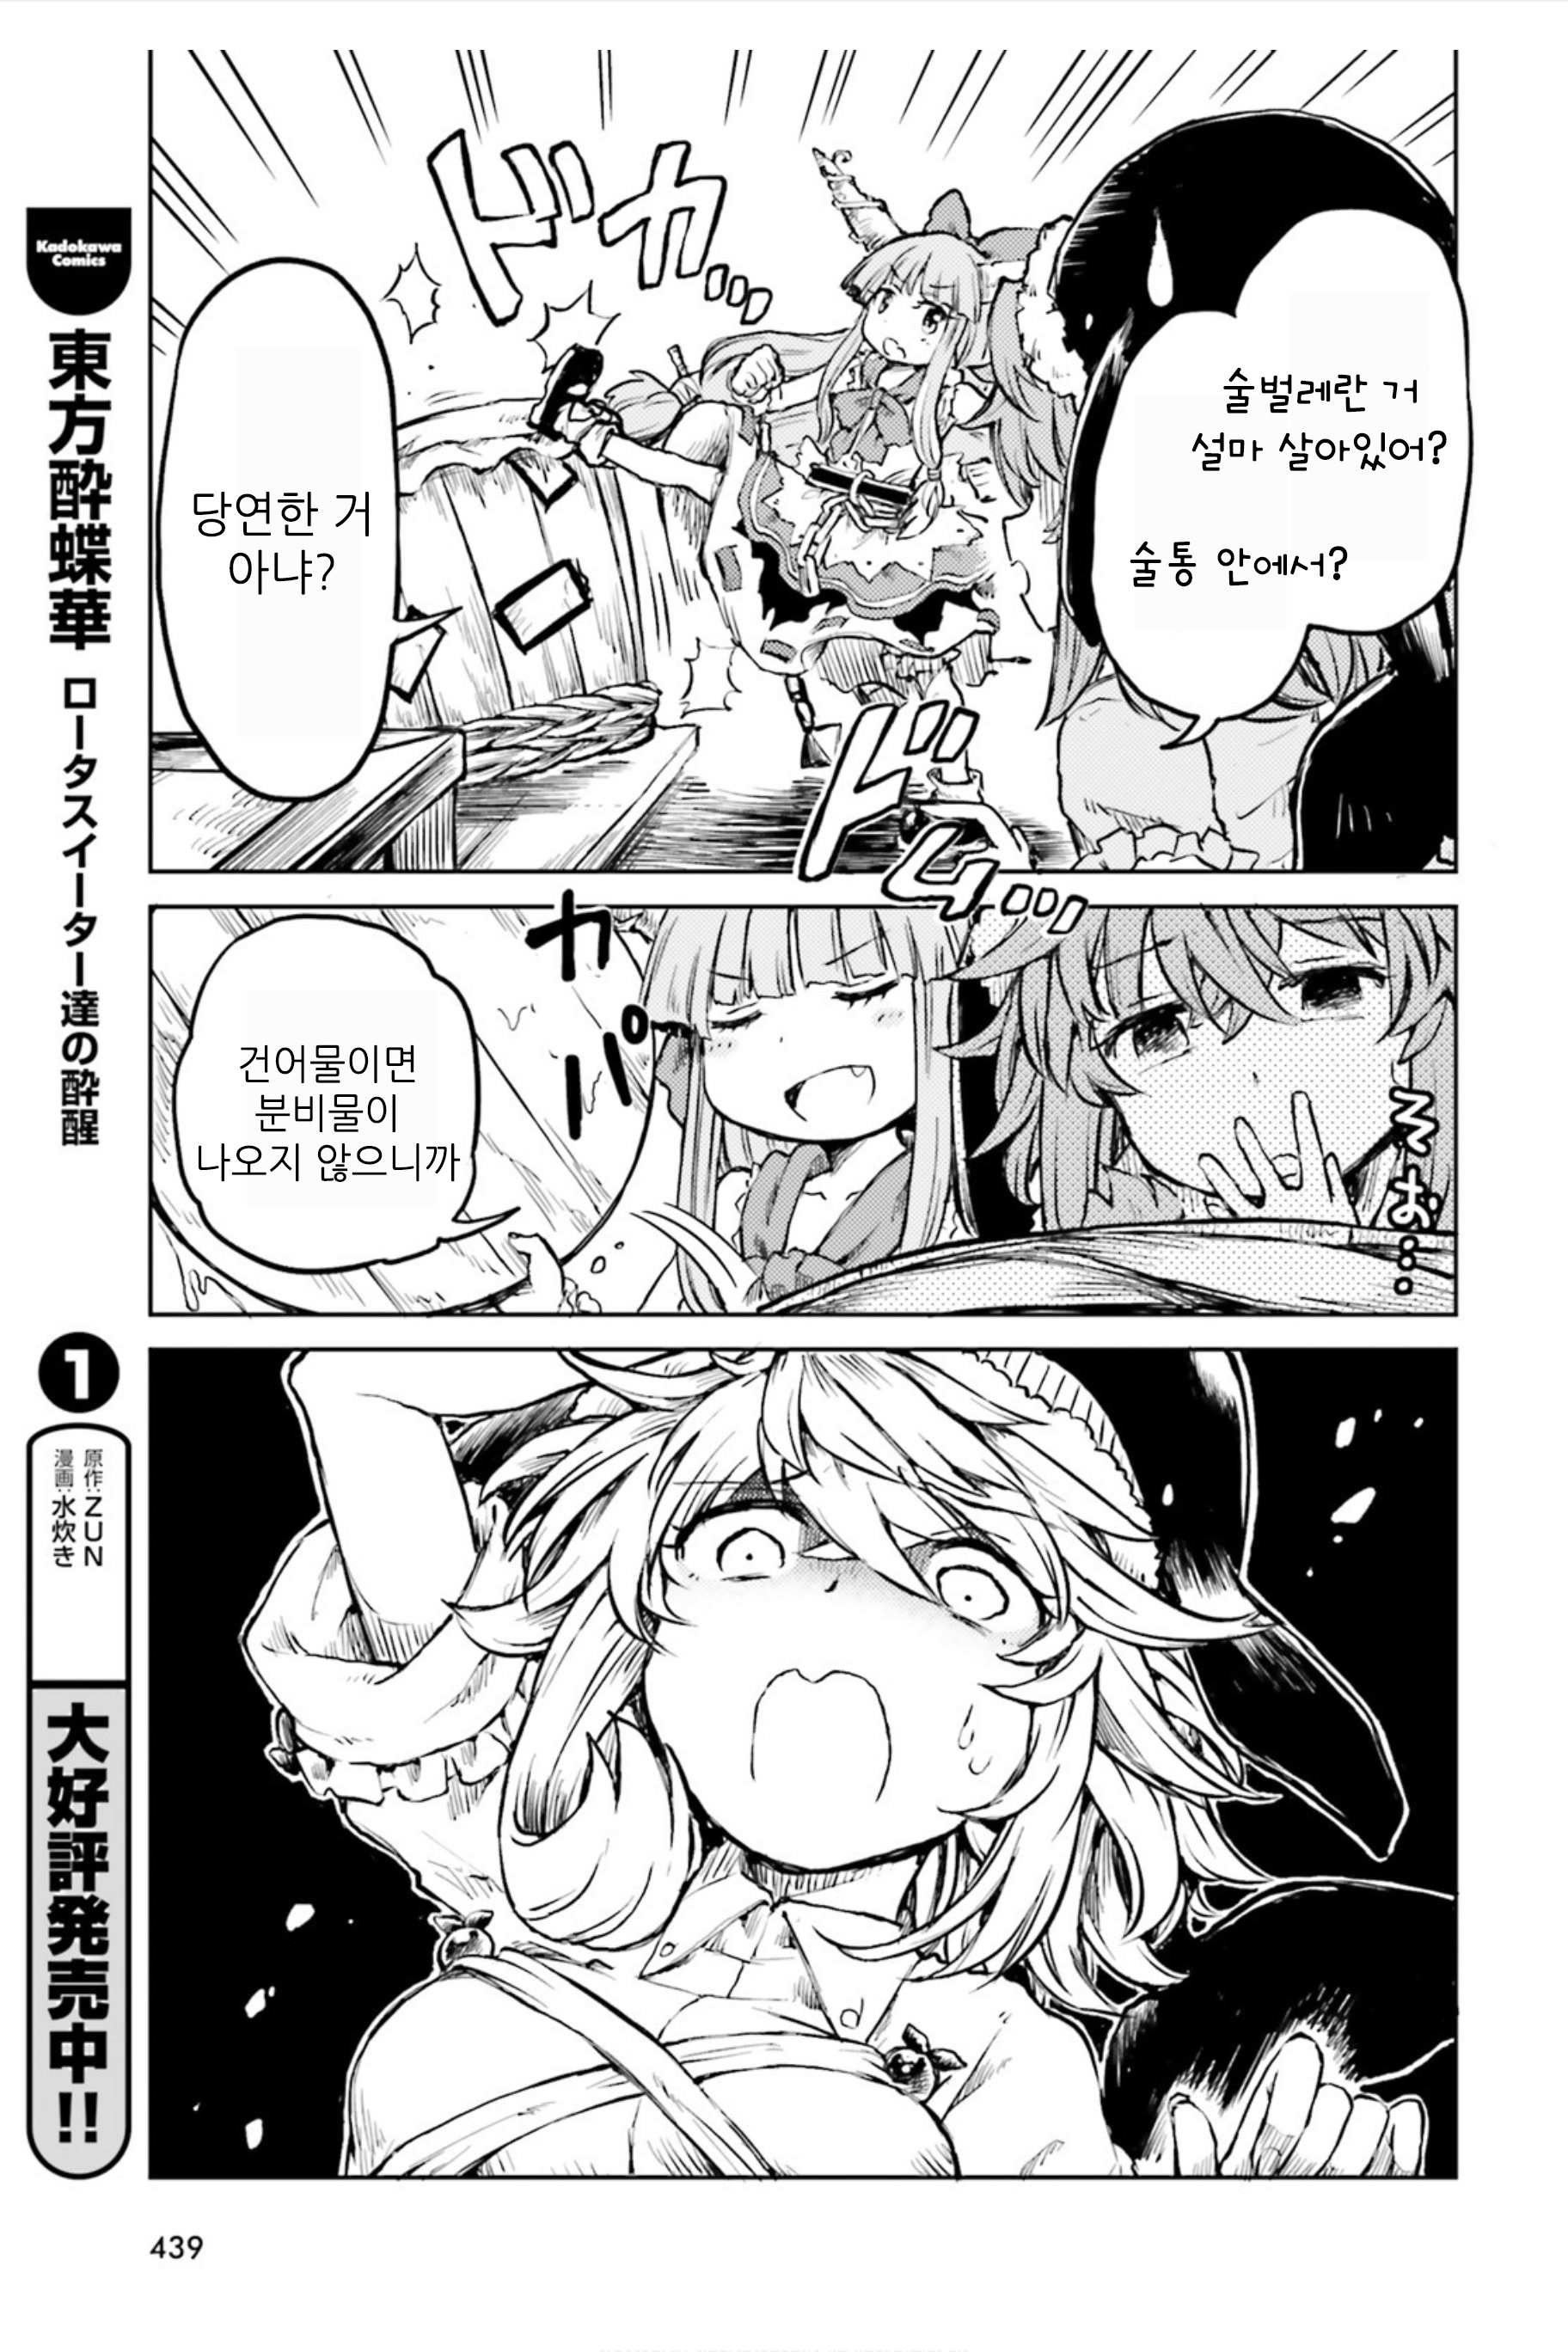 ドカ…
술벌레란 거
설마 살아있어?
술통 안에서?
당연한 거
아냐?
ドム…
カパ
そお…
건어물이면
분비물이
나오지 않으니까
Kadokawa
Comics
東方酔蝶華 ロータスイーター達の酔醒
1
原作:ZUN
漫画:水炊き
大好評発売中!!
439